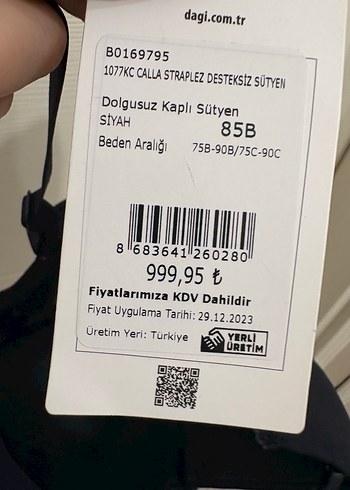 dagi.com.tr
B0169795
1077KC CALLA STRAPLEZ DESTEKSİZ SÜTYEN
Dolgusuz Kaplı Sütyen
SİYAH
85B
Beden Aralığı 75B-90B/75C-90C
8 683641 260280
999,95 ₺
Fiyatlarımıza KDV Dahildir
Fiyat Uygulama Tarihi: 29.12.2023
Üretim Yeri: Türkiye
YERLİ
ÜRETİM